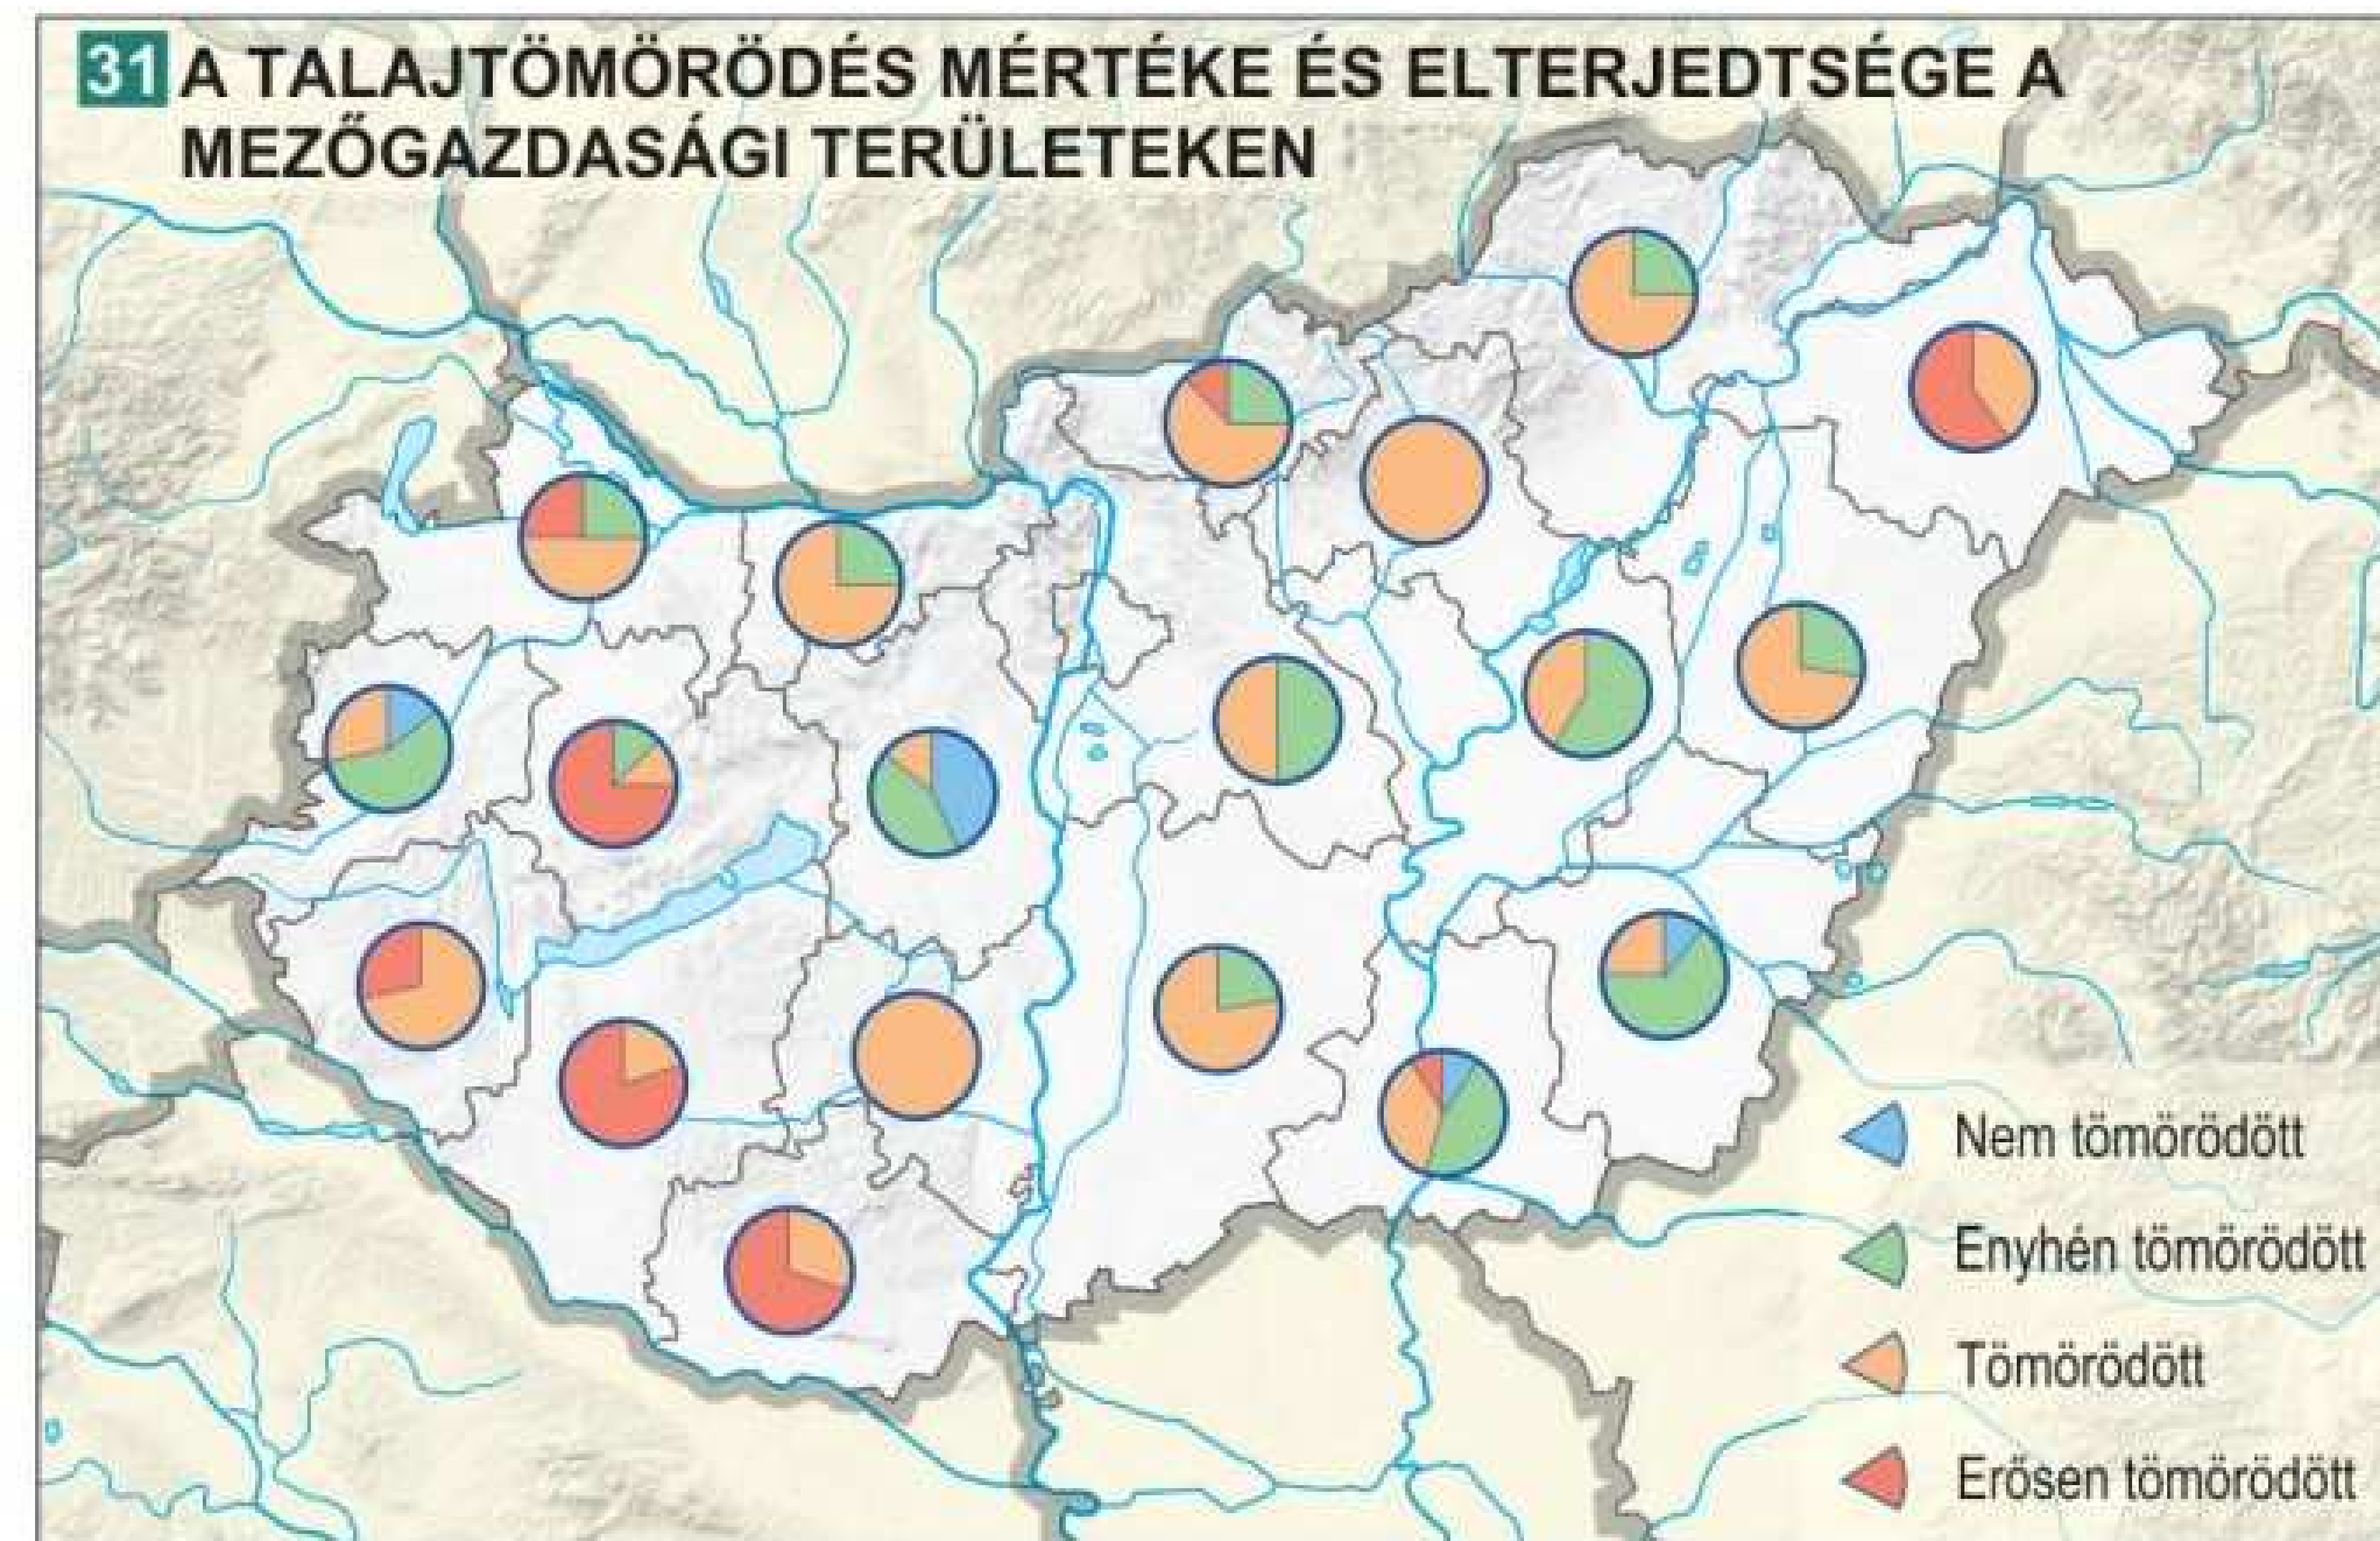 31 A TALAJTÖMÖRÖDÉS MÉRTÉKE ÉS ELTERJEDTSÉGE A
MEZŐGAZDASÁGI TERÜLETEKEN
Nem tömörödött
Enyhén tömörödött
Tömörödött
Erősen tömörödött